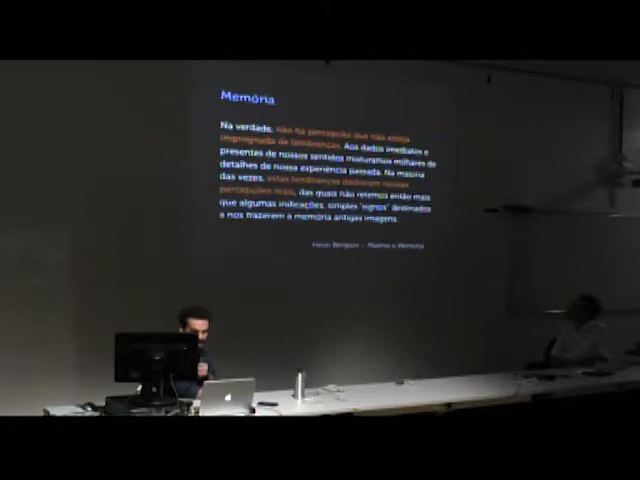 Memória
Na verdade, não há percepção que não esteja
impregnada de lembranças. Aos dados imediatos e
presentes de nossos sentidos misturamos milhares de
detalhes de nossa experiência passada. Na maioria
das vezes, estas lembranças deslocam nossas
percepções reais, das quais não retemos então mais
que algumas indicações, simples "signos" destinados
a nos trazerem à memória antigas imagens.
Henri Bergson - Matéria e Memória